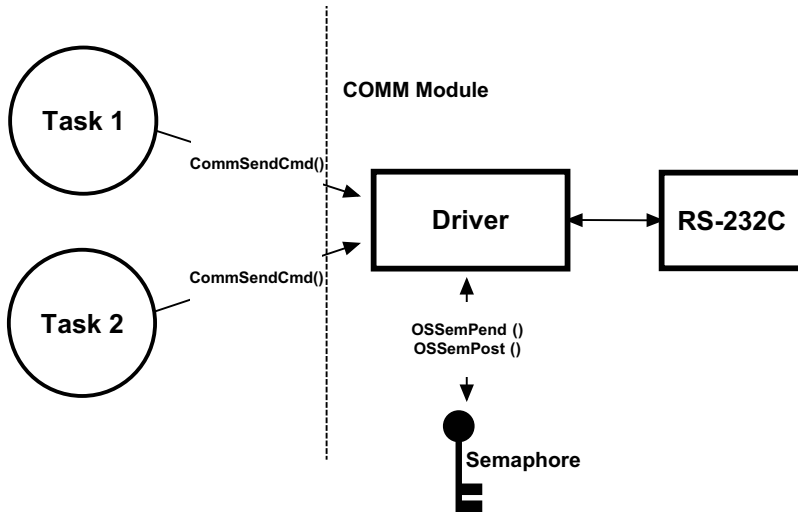 COMM Module
Task 1
CommSendCmd()
Driver
RS-232C
CommSendCmd()
Task 2
OSSemPend ()
OSSemPost ()
Semaphore